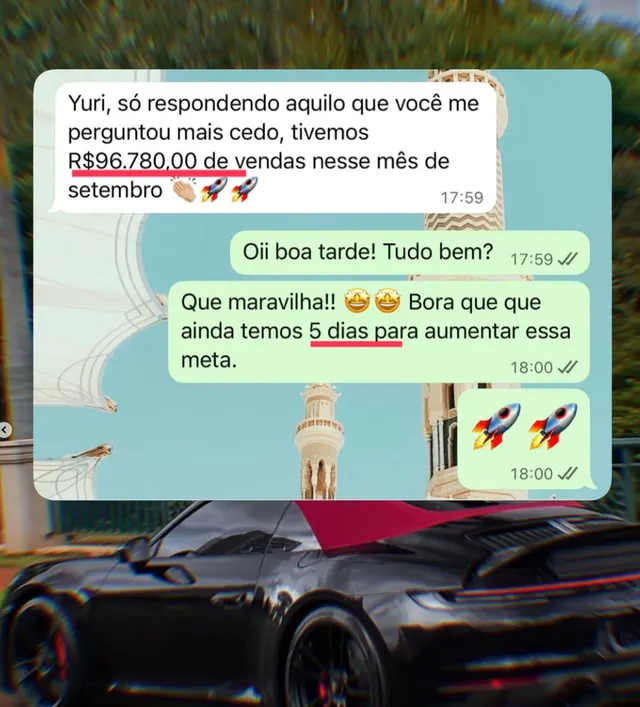 Yuri, só respondendo aquilo que você me
perguntou mais cedo, tivemos
R$96.780,00 de vendas nesse mês de
setembro 👏🏼🚀🚀
17:59
Oii boa tarde! Tudo bem?
17:59
Que maravilha!! 🤩🤩 Bora que que
ainda temos 5 dias para aumentar essa
meta.
18:00
🚀 🚀
18:00